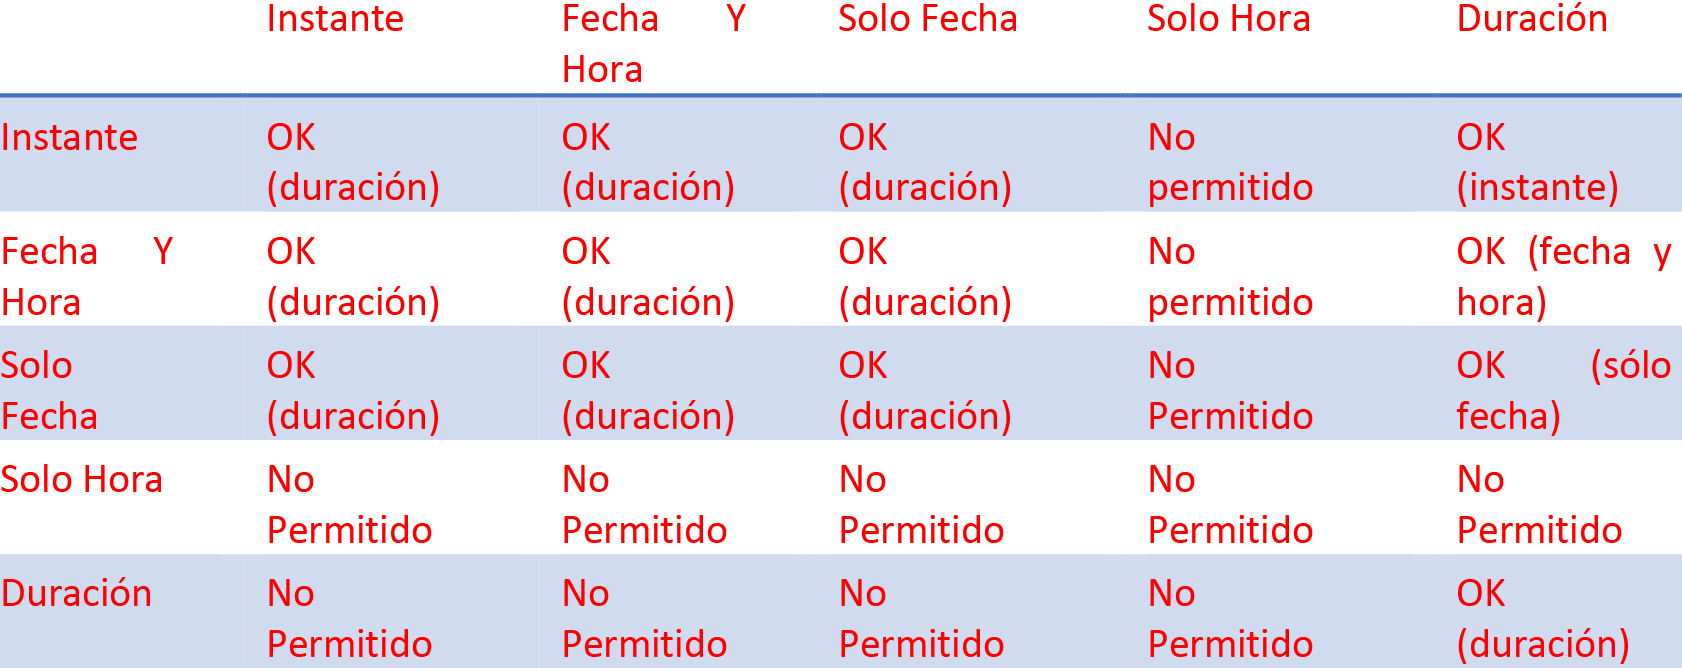 Instante Fecha Y Solo Fecha Solo Hora Duración
Hora
Instante OK OK OK No OK
(duración) (duración) (duración) permitido (instante)
Fecha Y OK OK OK No OK (fecha y
Hora (duración) (duración) (duración) permitido hora)
Solo OK OK OK No OK (sólo
Fecha (duración) (duración) (duración) Permitido fecha)
Solo Hora No No No No No
Permitido Permitido Permitido Permitido Permitido
Duración No No No No OK
Permitido Permitido Permitido Permitido (duración)